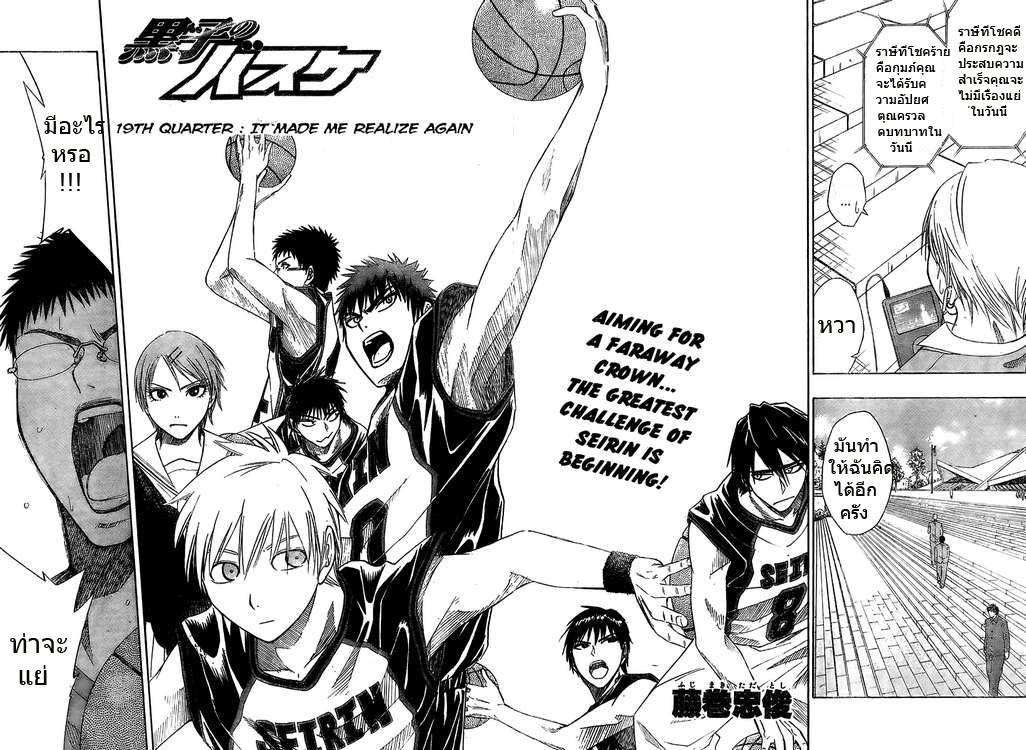 ราษีทีโชคดี
คือกรกฎจะ
ประสบความ
สำเร็จคุณจะ
ไม่มีเรืองแย่
ในวันนี
ราษีทีโชคร้าย
คือกุมภ์คุณ
จะได้รับค
วามอัปยศ
คุณครวล
ดบทบาทใน
วันนี
...
หวา
มันทำ
ให้ฉันคิด
ได้อีก
ครัง
黒子の
バスケ
19TH QUARTER : IT MADE ME REALIZE AGAIN
AIMING FOR
A FARAWAY
CROWN...
THE GREATEST
CHALLENGE OF
SEIRIN IS
BEGINNING!
SEIRIN
8
SEIRIN
ふじ まき ただ とし
藤巻忠俊
มีอะไร
หรอ
!!!
ท่าจะ
แย่